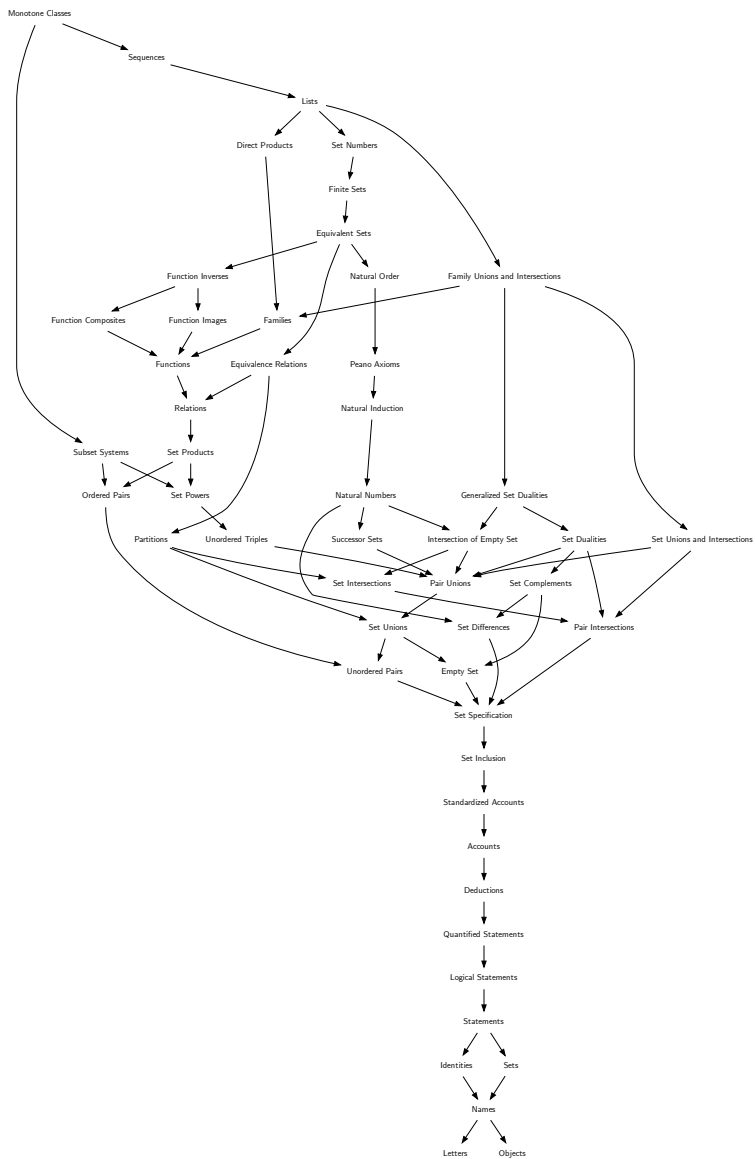 Monotone Classes
Sequences
Lists
Direct Products
Set Numbers
Finite Sets
Equivalent Sets
Function Inverses
Natural Order
Family Unions and Intersections
Function Composites
Function Images
Families
Functions
Equivalence Relations
Peano Axioms
Relations
Natural Induction
Subset Systems
Set Products
Ordered Pairs
Set Powers
Natural Numbers
Generalized Set Dualities
Partitions
Unordered Triples
Successor Sets
Intersection of Empty Set
Set Dualities
Set Unions and Intersections
Set Intersections
Pair Unions
Set Complements
Set Unions
Set Differences
Pair Intersections
Unordered Pairs
Empty Set
Set Specification
Set Inclusion
Standardized Accounts
Accounts
Deductions
Quantified Statements
Logical Statements
Statements
Identities
Sets
Names
Letters
Objects